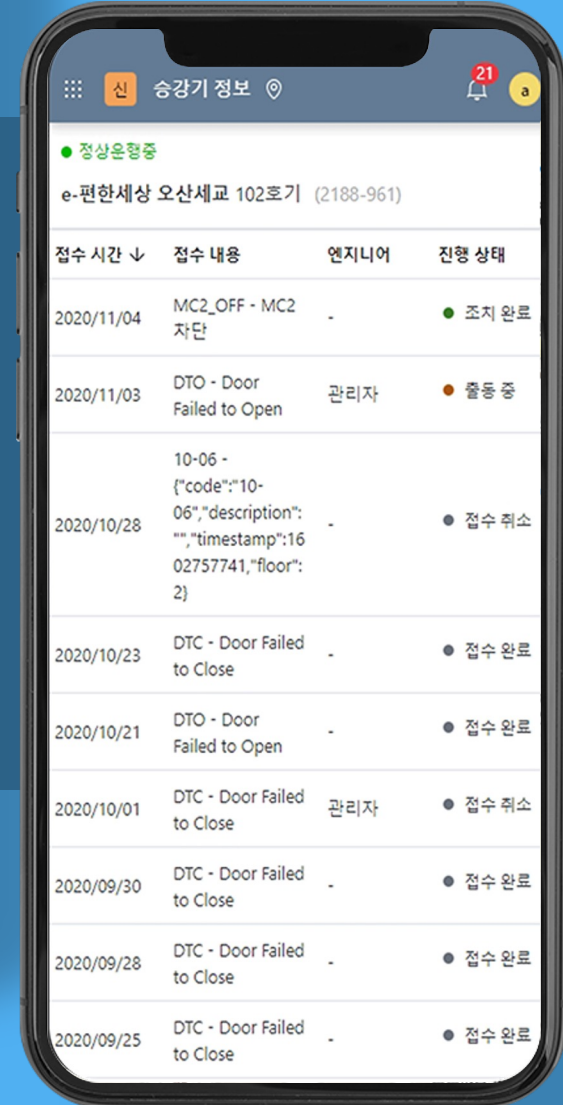 신 승강기 정보 21 a
정상운행중
e-편한세상 오산세교 102호기 (2188-961)
접수 시간 ↓ 접수 내용 엔지니어 진행 상태
2020/11/04 MC2_OFF - MC2 - 조치 완료
차단
2020/11/03 DTO - Door 관리자 출동 중
Failed to Open
10-06 -
{"code":"10-
06","description":
2020/10/28 "","timestamp":16 - 접수 취소
02757741,"floor":
2}
2020/10/23 DTC - Door Failed - 접수 완료
to Close
2020/10/21 DTO - Door - 접수 완료
Failed to Open
2020/10/01 DTC - Door Failed 관리자 접수 취소
to Close
2020/09/30 DTC - Door Failed - 접수 완료
to Close
2020/09/28 DTC - Door Failed - 접수 완료
to Close
2020/09/25 DTC - Door Failed - 접수 완료
to Close